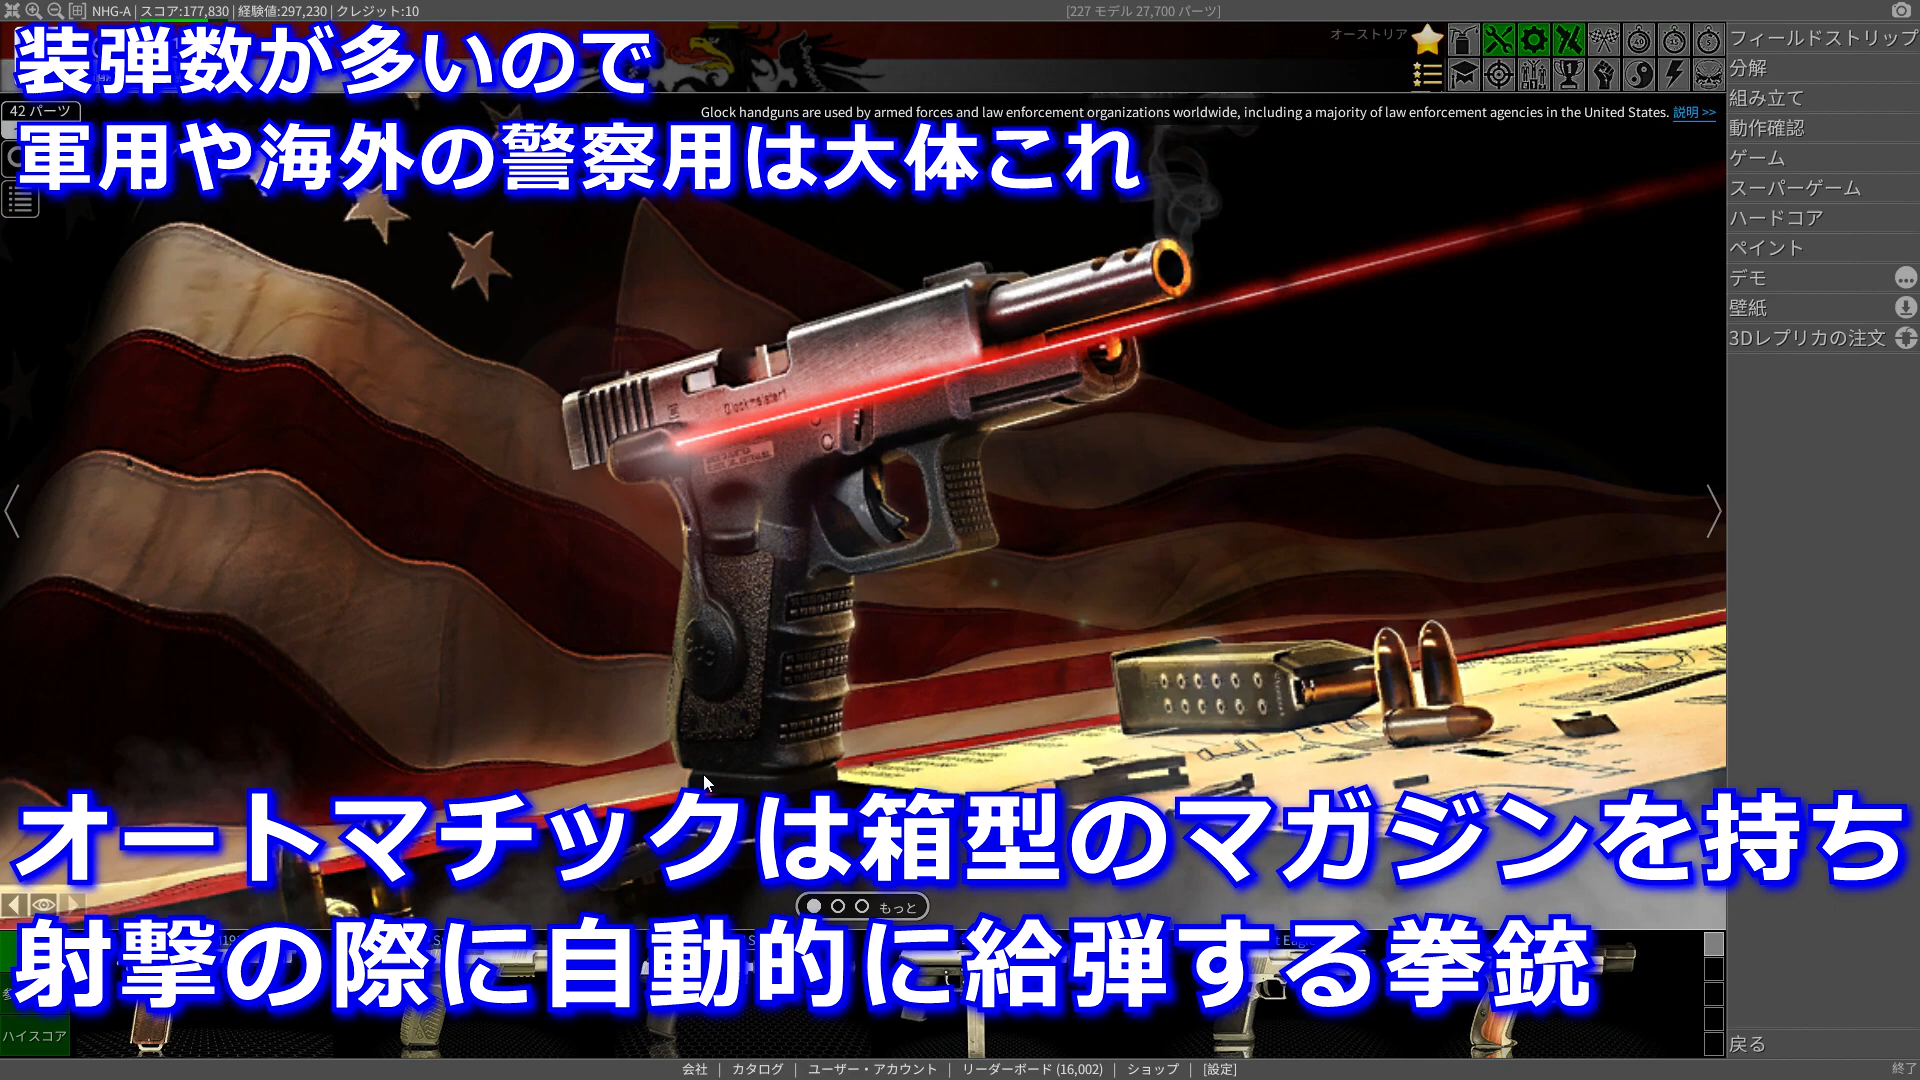 NHG-A | スコア:177,830 | 経験値:297,230 | クレジット:10
[227 モデル 27,700 パーツ]
装弾数が多いので
軍用や海外の警察用は大体これ
オーストリア
42 パーツ
Glock handguns are used by armed forces and law enforcement organizations worldwide, including a majority of law enforcement agencies in the United States. 説明 >>
フィールドストリップ
分解
組み立て
動作確認
ゲーム
スーパーゲーム
ハードコア
ペイント
デモ
壁紙
3Dレプリカの注文
オートマチックは箱型のマガジンを持ち
もっと
射撃の際に自動的に給弾する拳銃
ハイスコア
戻る
会社 | カタログ | ユーザー・アカウント | リーダーボード (16,002) | ショップ | [設定]
終了